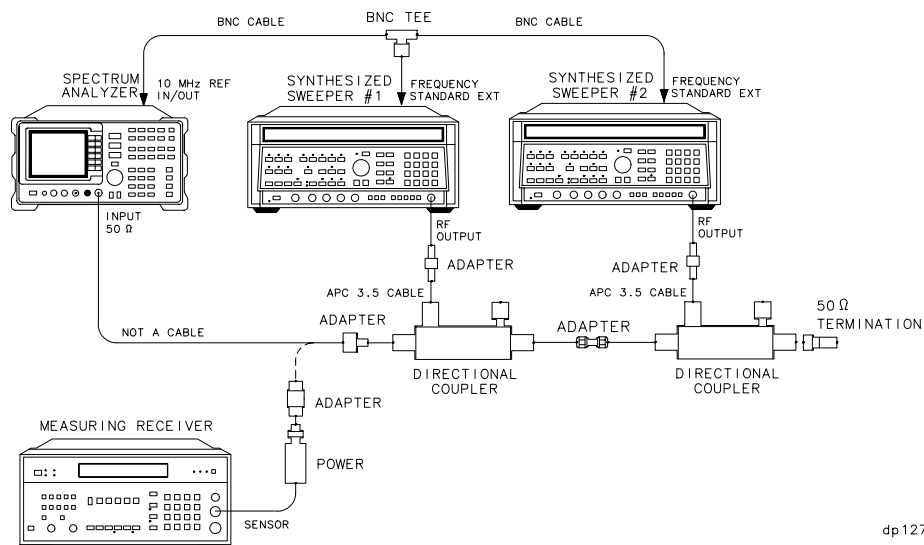 BNC TEE
BNC CABLE
BNC CABLE
SPECTRUM
ANALYZER
10 MHz REF
IN/OUT
SYNTHESIZED
SWEEPER #1
FREQUENCY
STANDARD EXT
SYNTHESIZED
SWEEPER #2
FREQUENCY
STANDARD EXT
INPUT
50 Ω
RF
OUTPUT
RF
OUTPUT
ADAPTER
ADAPTER
APC 3.5 CABLE
APC 3.5 CABLE
50 Ω
TERMINATION
NOT A CABLE
ADAPTER
ADAPTER
DIRECTIONAL
COUPLER
DIRECTIONAL
COUPLER
ADAPTER
MEASURING RECEIVER
POWER
SENSOR
dp127